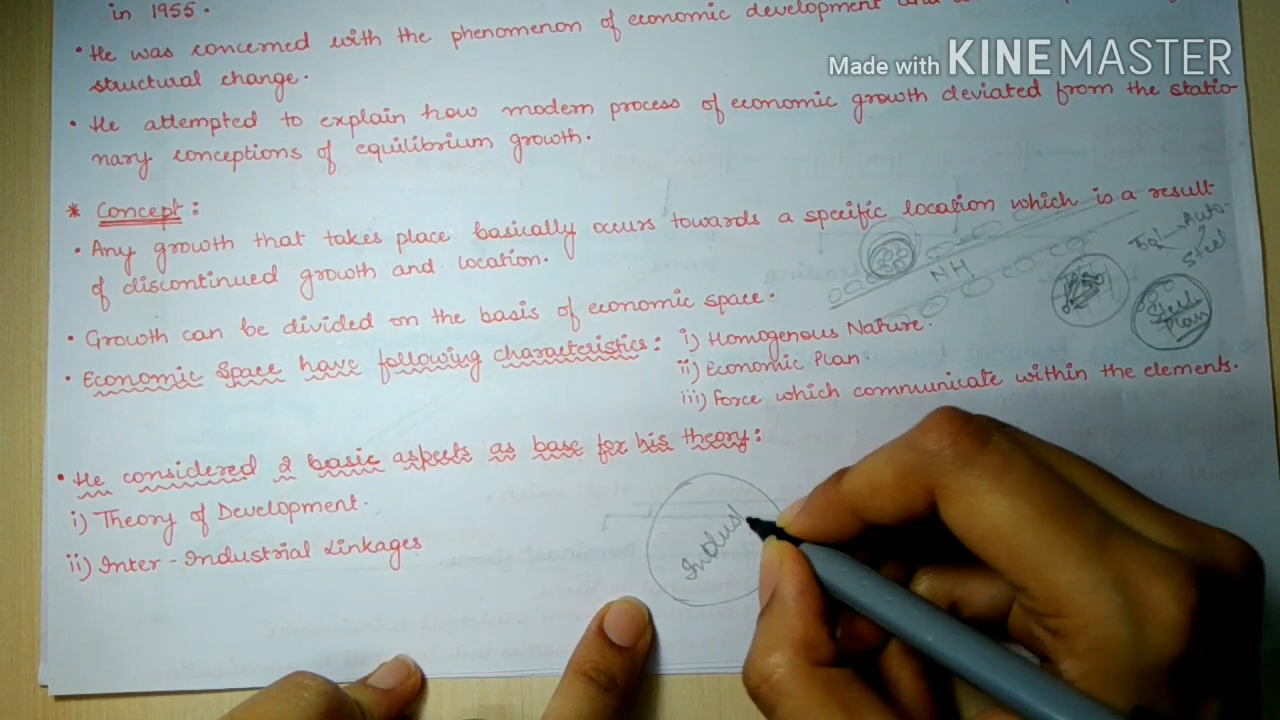 in 1955.
• He was concerned with the phenomenon of economic development and
structural change.
• He attempted to explain how modern process of economic growth deviated from the statio-
nary conceptions of equilibrium growth.
Made with KINEMASTER
* Concept:
• Any growth that takes place basically occurs towards a specific location which is a result
of discontinued growth and location.
• Growth can be divided on the basis of economic space.
• Economic Space have following characteristics: i) Homogenous Nature.
ii) Economic Plan.
iii) Force which communicate within the elements.
NH
Auto-
Steel
Steel
Plan
• He considered 2 basic aspects as base for his theory:
i) Theory of Development.
ii) Inter-Industrial Linkages
Indust